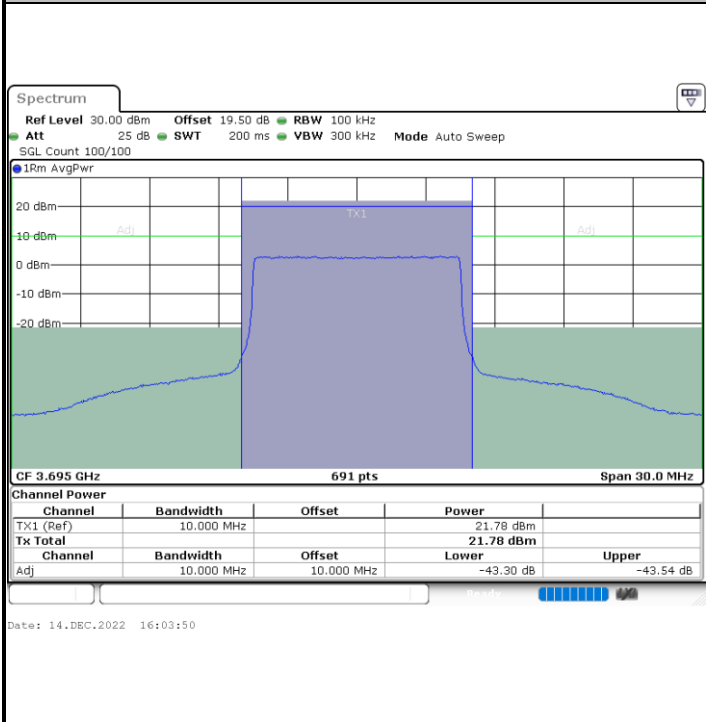 Spectrum
Ref Level 30.00 dBm Offset 19.50 dB RBW 100 kHz
Att 25 dB SWT 200 ms VBW 300 kHz Mode Auto Sweep
SGL Count 100/100
1Rm AvgPwr
20 dBm
TX1
Adj Adj
10 dBm
0 dBm
-10 dBm
-20 dBm
CF 3.695 GHz 691 pts Span 30.0 MHz
Channel Power
Channel Bandwidth Offset Power
TX1 (Ref) 10.000 MHz 21.78 dBm
Tx Total 21.78 dBm
Channel Bandwidth Offset Lower Upper
Adj 10.000 MHz 10.000 MHz -43.30 dB -43.54 dB
Ready
Date: 14.DEC.2022 16:03:50